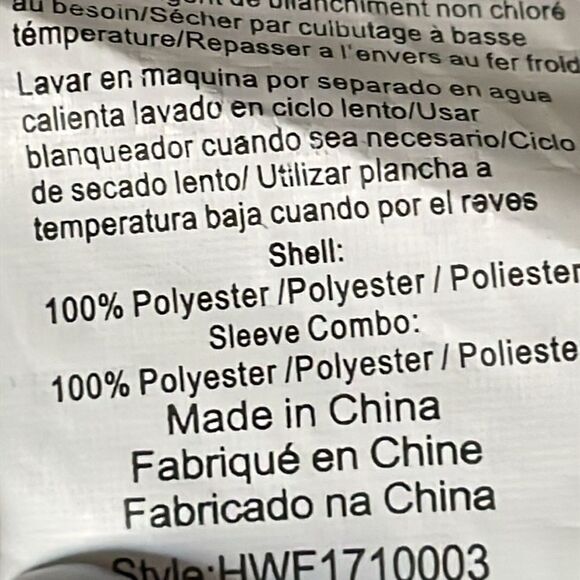 au besoin/Sécher par culbutage à basse
témpérature/Repasser a l'envers au fer froid
Lavar en maquina por separado en agua
calienta lavado en ciclo lento/Usar
blanqueador cuando sea necesario/Ciclo
de secado lento/ Utilizar plancha a
temperatura baja cuando por el raves
Shell:
100% Polyester /Polyester / Poliester
Sleeve Combo:
100% Polyester /Polyester / Polieste
Made in China
Fabriqué en Chine
Fabricado na China
Style:HWF1710003